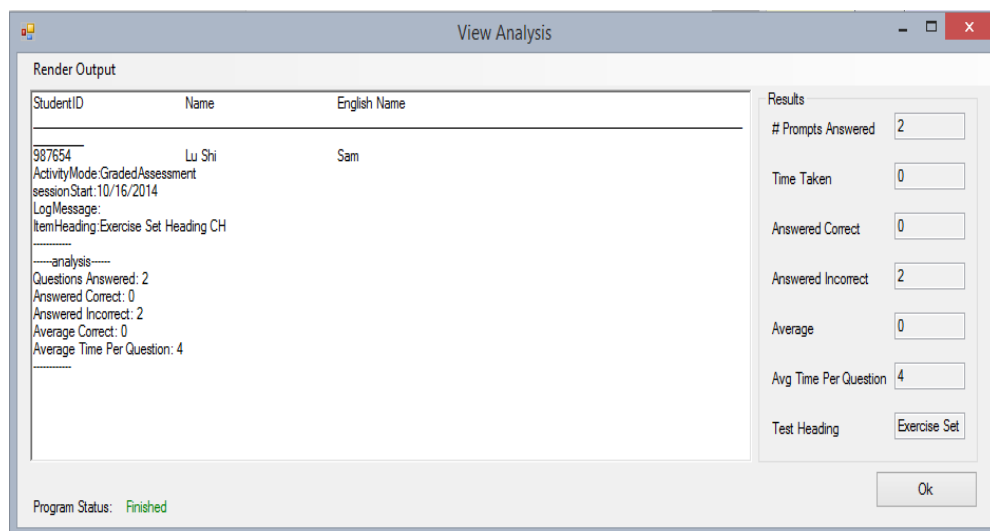 View Analysis
Render Output
StudentID Name English Name
987654 Lu Shi Sam
ActivityMode:GradedAssessment
sessionStart:10/16/2014
LogMessage:
ItemHeading:Exercise Set Heading CH
------------
------analysis------
Questions Answered: 2
Answered Correct: 0
Answered Incorrect: 2
Average Correct: 0
Average Time Per Question: 4
------------
Results
# Prompts Answered 2
Time Taken 0
Answered Correct 0
Answered Incorrect 2
Average 0
Avg Time Per Question 4
Test Heading Exercise Set
Ok
Program Status: Finished